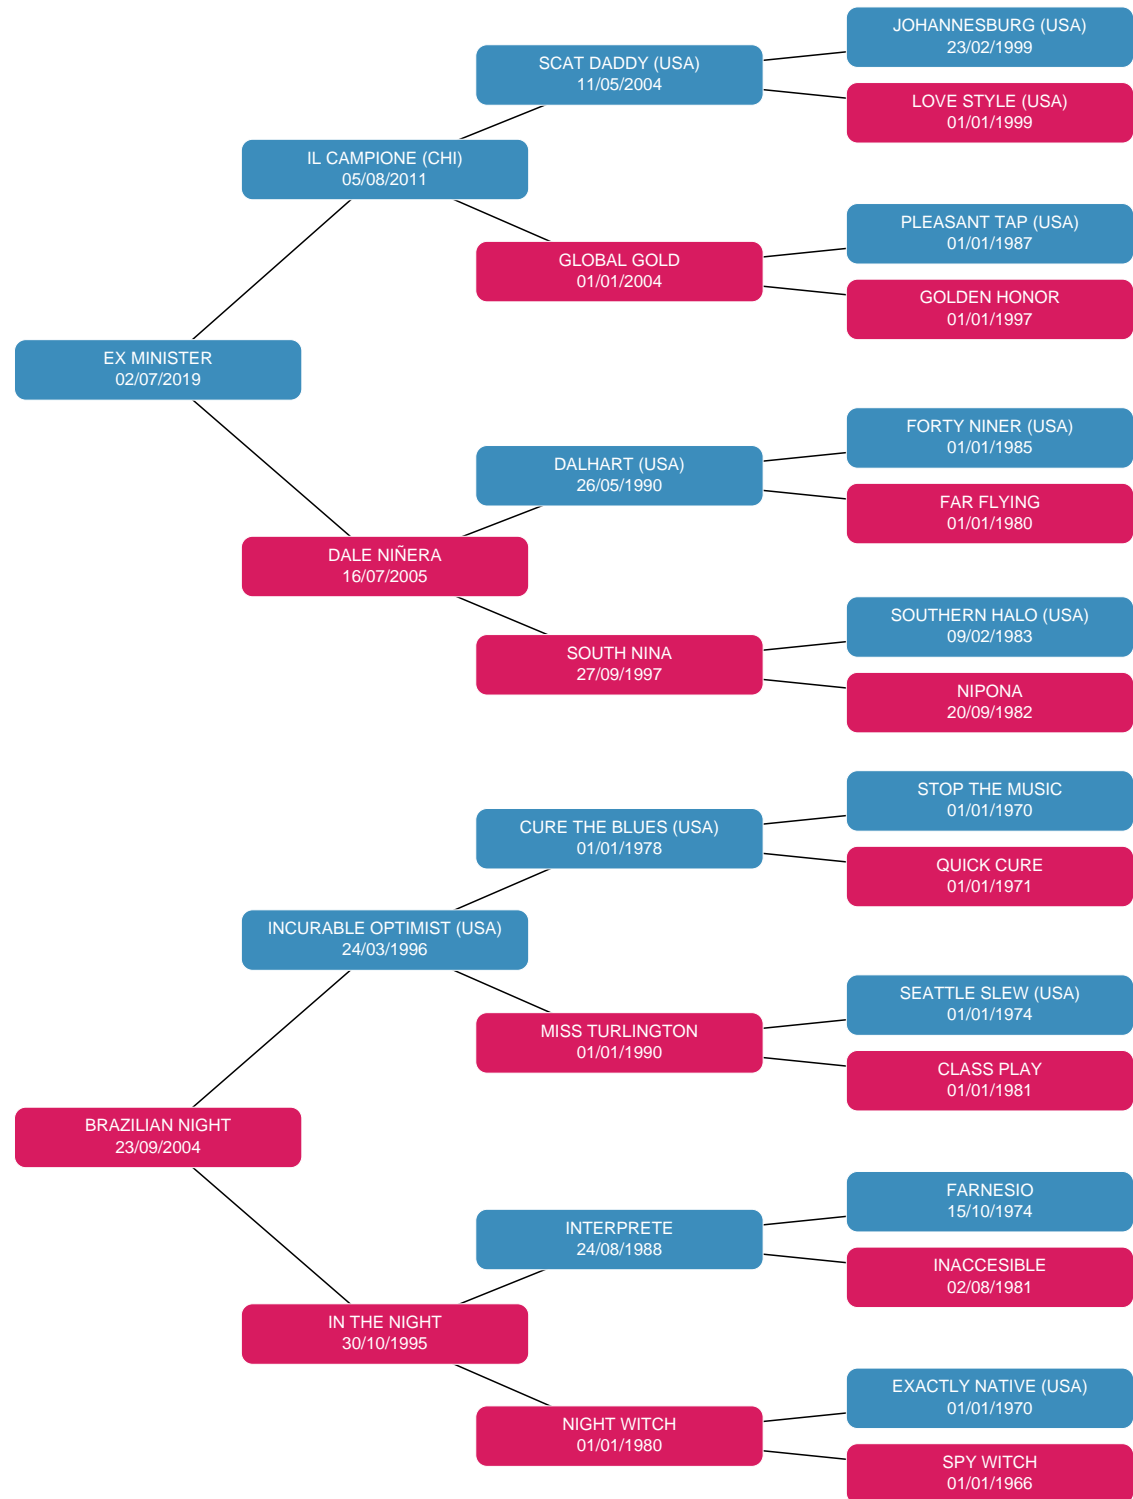 JOHANNESBURG (USA)
23/02/1999
SCAT DADDY (USA)
11/05/2004
LOVE STYLE (USA)
01/01/1999
IL CAMPIONE (CHI)
05/08/2011
PLEASANT TAP (USA)
01/01/1987
GLOBAL GOLD
01/01/2004
GOLDEN HONOR
01/01/1997
EX MINISTER
02/07/2019
FORTY NINER (USA)
01/01/1985
DALHART (USA)
26/05/1990
FAR FLYING
01/01/1980
DALE NIÑERA
16/07/2005
SOUTHERN HALO (USA)
09/02/1983
SOUTH NINA
27/09/1997
NIPONA
20/09/1982
STOP THE MUSIC
01/01/1970
CURE THE BLUES (USA)
01/01/1978
QUICK CURE
01/01/1971
INCURABLE OPTIMIST (USA)
24/03/1996
SEATTLE SLEW (USA)
01/01/1974
MISS TURLINGTON
01/01/1990
CLASS PLAY
01/01/1981
BRAZILIAN NIGHT
23/09/2004
FARNESIO
15/10/1974
INTERPRETE
24/08/1988
INACCESIBLE
02/08/1981
IN THE NIGHT
30/10/1995
EXACTLY NATIVE (USA)
01/01/1970
NIGHT WITCH
01/01/1980
SPY WITCH
01/01/1966